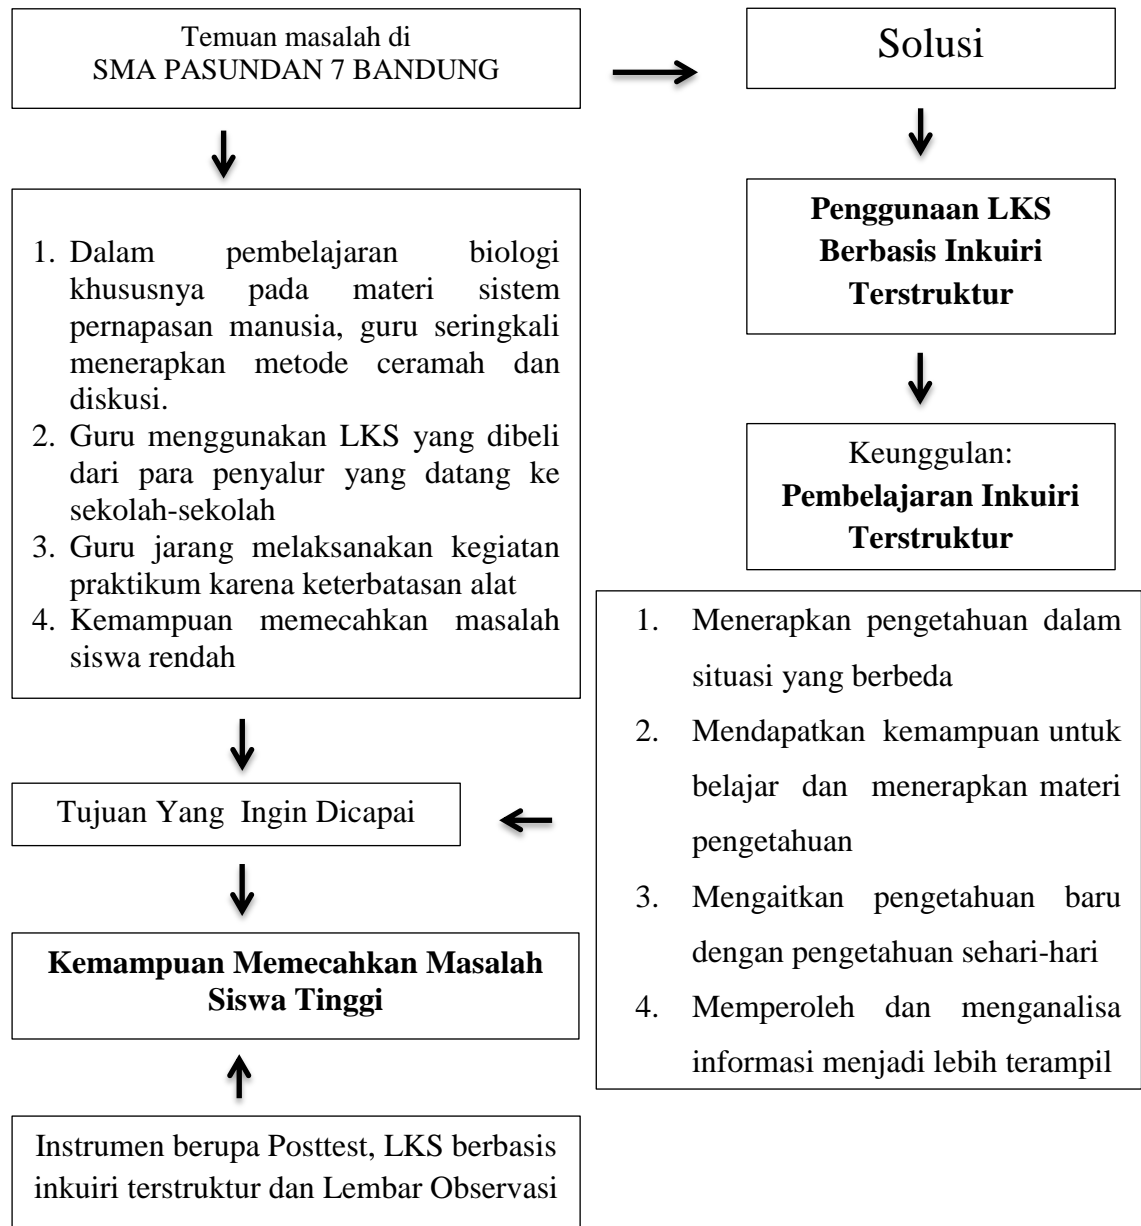 Temuan masalah di
SMA PASUNDAN 7 BANDUNG
1. Dalam pembelajaran biologi
khususnya pada materi sistem
pernapasan manusia, guru seringkali
menerapkan metode ceramah dan
diskusi.
2. Guru menggunakan LKS yang dibeli
dari para penyalur yang datang ke
sekolah-sekolah
3. Guru jarang melaksanakan kegiatan
praktikum karena keterbatasan alat
4. Kemampuan memecahkan masalah
siswa rendah
Solusi
Penggunaan LKS
Berbasis Inkuiri
Terstruktur
Keunggulan:
Pembelajaran Inkuiri
Terstruktur
1. Menerapkan pengetahuan dalam
situasi yang berbeda
2. Mendapatkan kemampuan untuk
belajar dan menerapkan materi
pengetahuan
3. Mengaitkan pengetahuan baru
dengan pengetahuan sehari-hari
4. Memperoleh dan menganalisa
informasi menjadi lebih terampil
Tujuan Yang Ingin Dicapai
Kemampuan Memecahkan Masalah
Siswa Tinggi
Instrumen berupa Posttest, LKS berbasis
inkuiri terstruktur dan Lembar Observasi